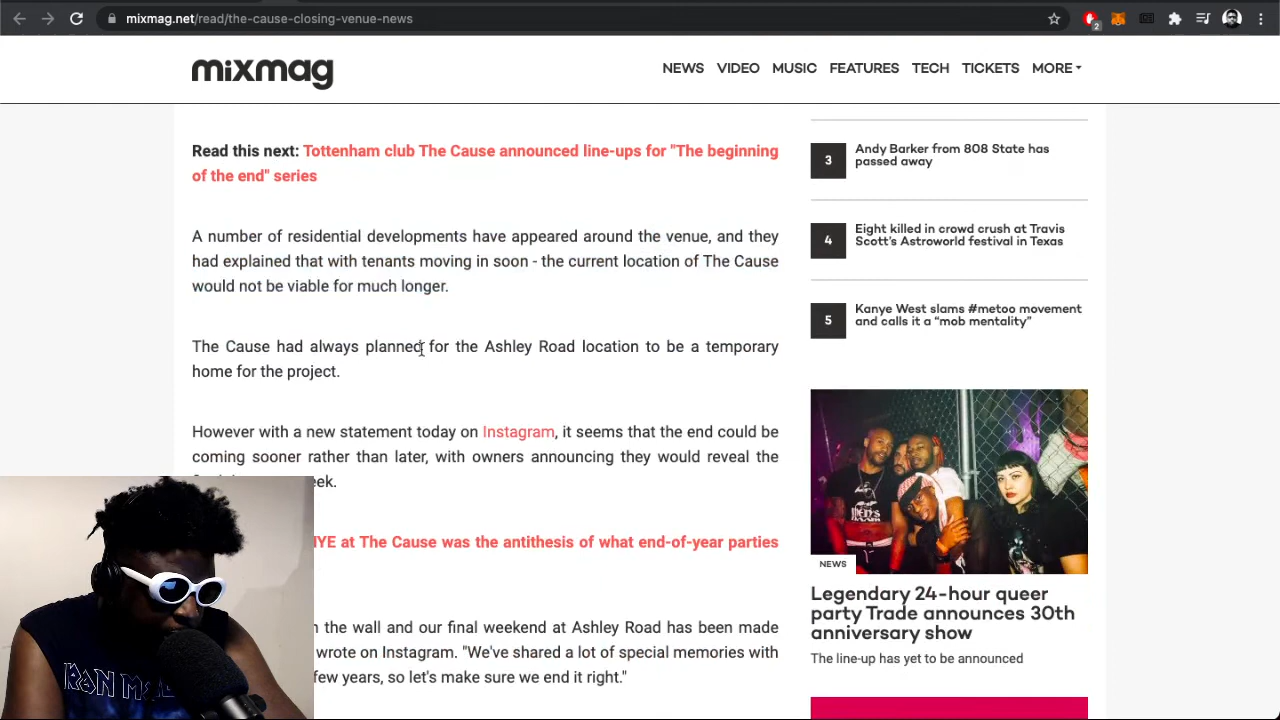 mixmag.net/read/the-cause-closing-venue-news
2
mixmag
NEWS VIDEO MUSIC FEATURES TECH TICKETS MORE
Read this next: Tottenham club The Cause announced line-ups for "The beginning
of the end" series
A number of residential developments have appeared around the venue, and they
had explained that with tenants moving in soon - the current location of The Cause
would not be viable for much longer.
The Cause had always planned for the Ashley Road location to be a temporary
home for the project.
However with a new statement today on Instagram, it seems that the end could be
coming sooner rather than later, with owners announcing they would reveal the
NYE at The Cause was the antithesis of what end-of-year parties
the wall and our final weekend at Ashley Road has been made
wrote on Instagram. "We've shared a lot of special memories with
few years, so let's make sure we end it right."
3
Andy Barker from 808 State has
passed away
4
Eight killed in crowd crush at Travis
Scott's Astroworld festival in Texas
5
Kanye West slams #metoo movement
and calls it a “mob mentality”
NEWS
Legendary 24-hour queer
party Trade announces 30th
anniversary show
The line-up has yet to be announced
IRON MAI